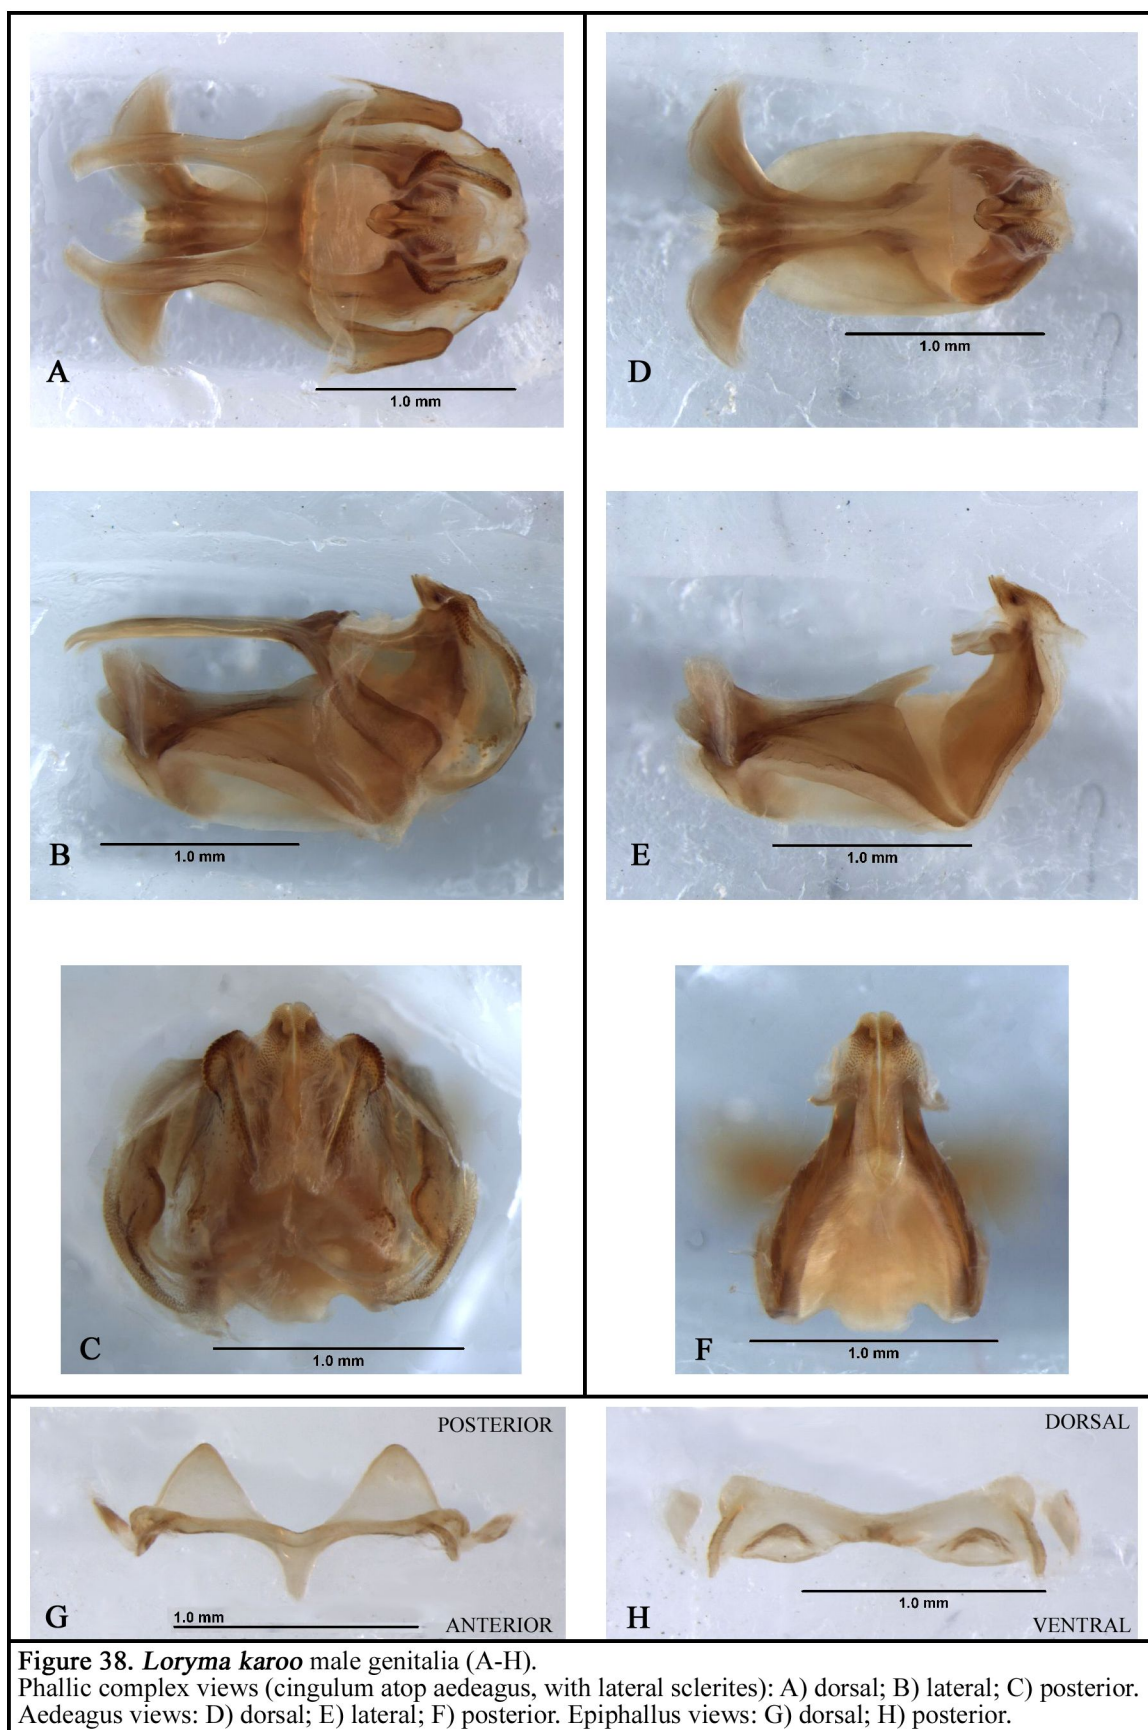 A
1.0 mm
D
1.0 mm
B
1.0 mm
E
1.0 mm
C
1.0 mm
F
1.0 mm
POSTERIOR
G
1.0 mm
ANTERIOR
DORSAL
H
1.0 mm
VENTRAL
Figure 38. Loryma karoo male genitalia (A-H).
Phallic complex views (cingulum atop aedeagus, with lateral sclerites): A) dorsal; B) lateral; C) posterior.
Aedeagus views: D) dorsal; E) lateral; F) posterior. Epiphallus views: G) dorsal; H) posterior.